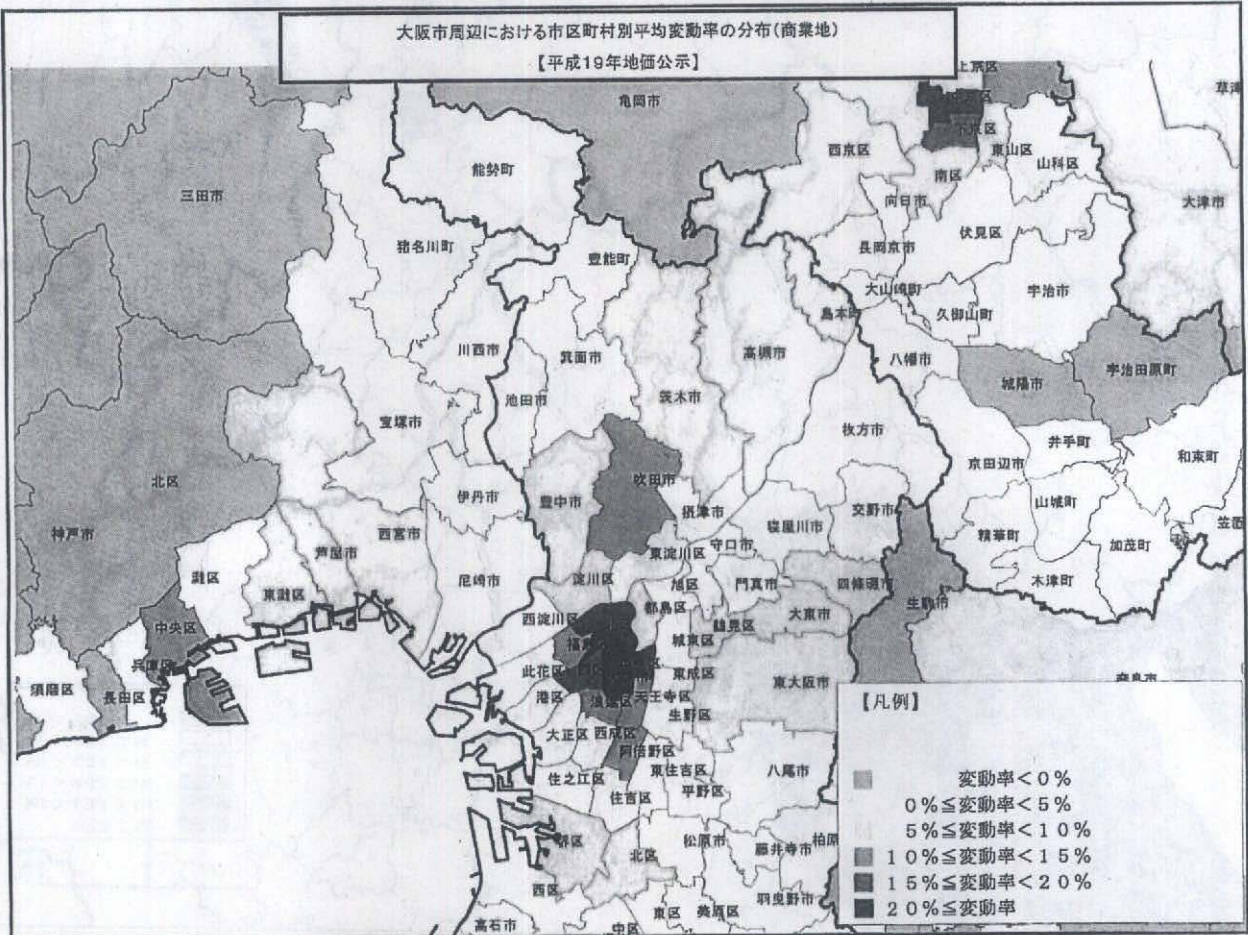 大阪市周辺における市区町村別平均変動率の分布(商業地)
【平成19年地価公示】
上京区
亀岡市
草津
下京区
西京区
東山区
山科区
能勢町
南区
三田市
向日市
大津市
猪名川町
長岡京市
伏見区
豊能町
大山崎町
宇治市
島本町
久御山町
川西市
箕面市
高槻市
八幡市
宇治田原町
城陽市
池田市
茨木市
宝塚市
枚方市
井手町
京田辺市
和束町
北区
吹田市
伊丹市
豊中市
山城町
摂津市
交野市
寝屋川市
神戸市
西宮市
精華町
笠置
芦屋市
守口市
東淀川区
加茂町
灘区
尼崎市
淀川区
旭区
門真市
四條畷市
木津町
東灘区
生駒市
都島区
大東市
西淀川区
鶴見区
中央区
城東区
兵庫区
此花区
東成区
東大阪市
奈良市
須磨区
長田区
港区
浪速区
天王寺区
生野区
大正区
西成区
阿倍野区
住之江区
東住吉区
八尾市
平野区
住吉区
堺区
松原市
柏原
北区
藤井寺市
西区
羽曳野市
東区
美原区
高石市
中区
【凡例】
変動率<0%
0%≦変動率<5%
5%≦変動率<10%
10%≦変動率<15%
15%≦変動率<20%
20%≦変動率